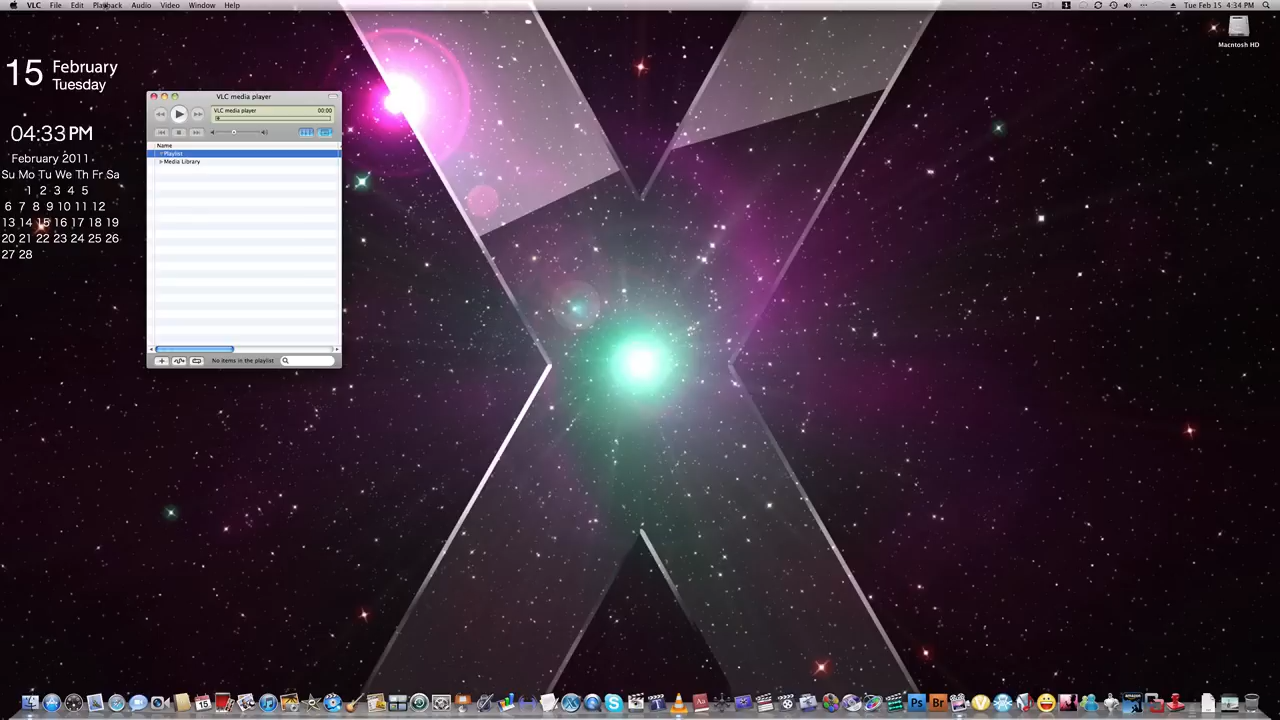 VLC File Edit Playback Audio Video Window Help
Tue Feb 15 4:34 PM
Macintosh HD
15 February
Tuesday
04:33 PM
February 2011
Su Mo Tu We Th Fr Sa
1 2 3 4 5
6 7 8 9 10 11 12
13 14 15 16 17 18 19
20 21 22 23 24 25 26
27 28
VLC media player
VLC media player 00:00
Name
Playlist
Media Library
No items in the playlist
15
Ps Br